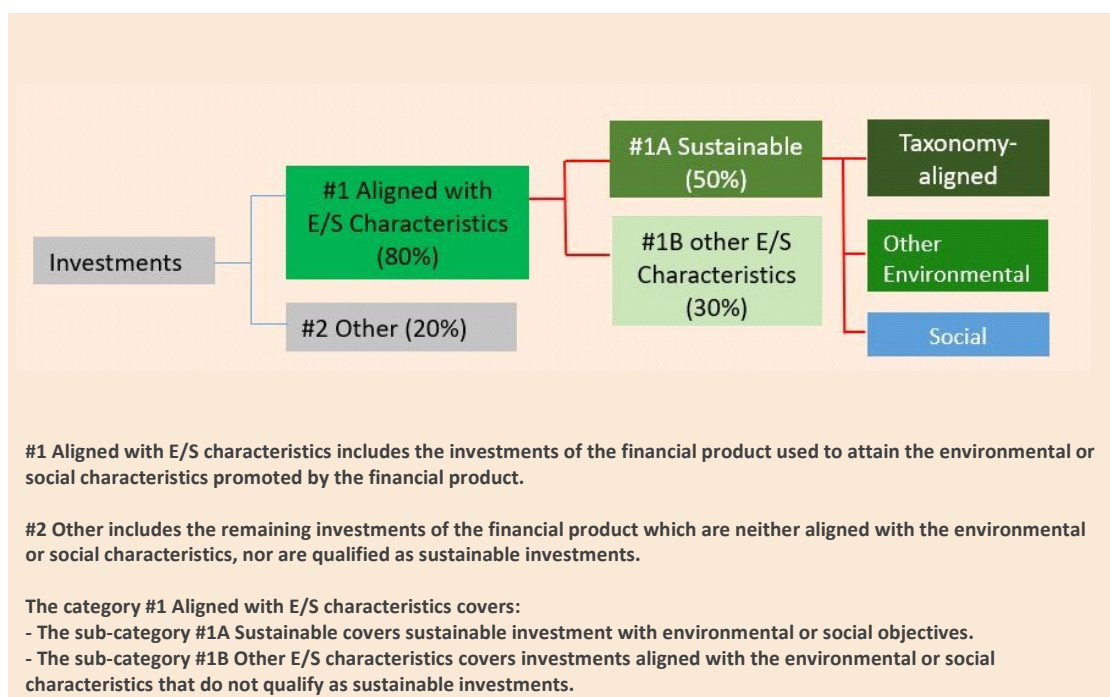 Investments
#1 Aligned with
E/S Characteristics
(80%)
#2 Other (20%)
#1A Sustainable
(50%)
#1B other E/S
Characteristics
(30%)
Taxonomy-
aligned
Other
Environmental
Social
#1 Aligned with E/S characteristics includes the investments of the financial product used to attain the environmental or
social characteristics promoted by the financial product.
#2 Other includes the remaining investments of the financial product which are neither aligned with the environmental
or social characteristics, nor are qualified as sustainable investments.
The category #1 Aligned with E/S characteristics covers:
- The sub-category #1A Sustainable covers sustainable investment with environmental or social objectives.
- The sub-category #1B Other E/S characteristics covers investments aligned with the environmental or social
characteristics that do not qualify as sustainable investments.